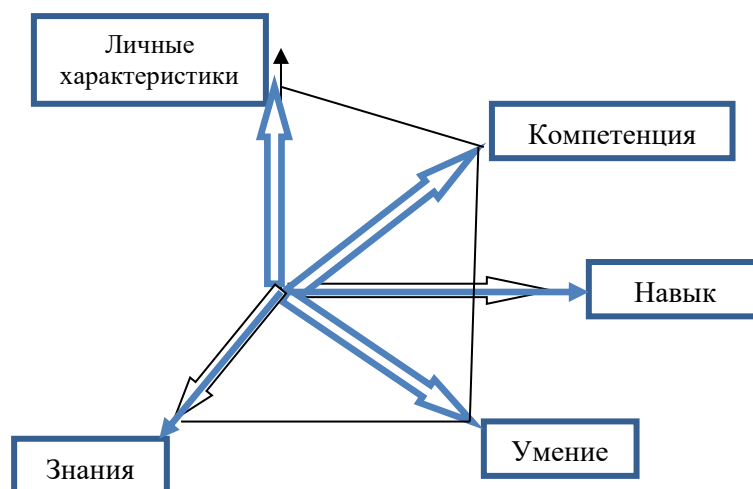 Личные
характеристики
Компетенция
Навык
Умение
Знания